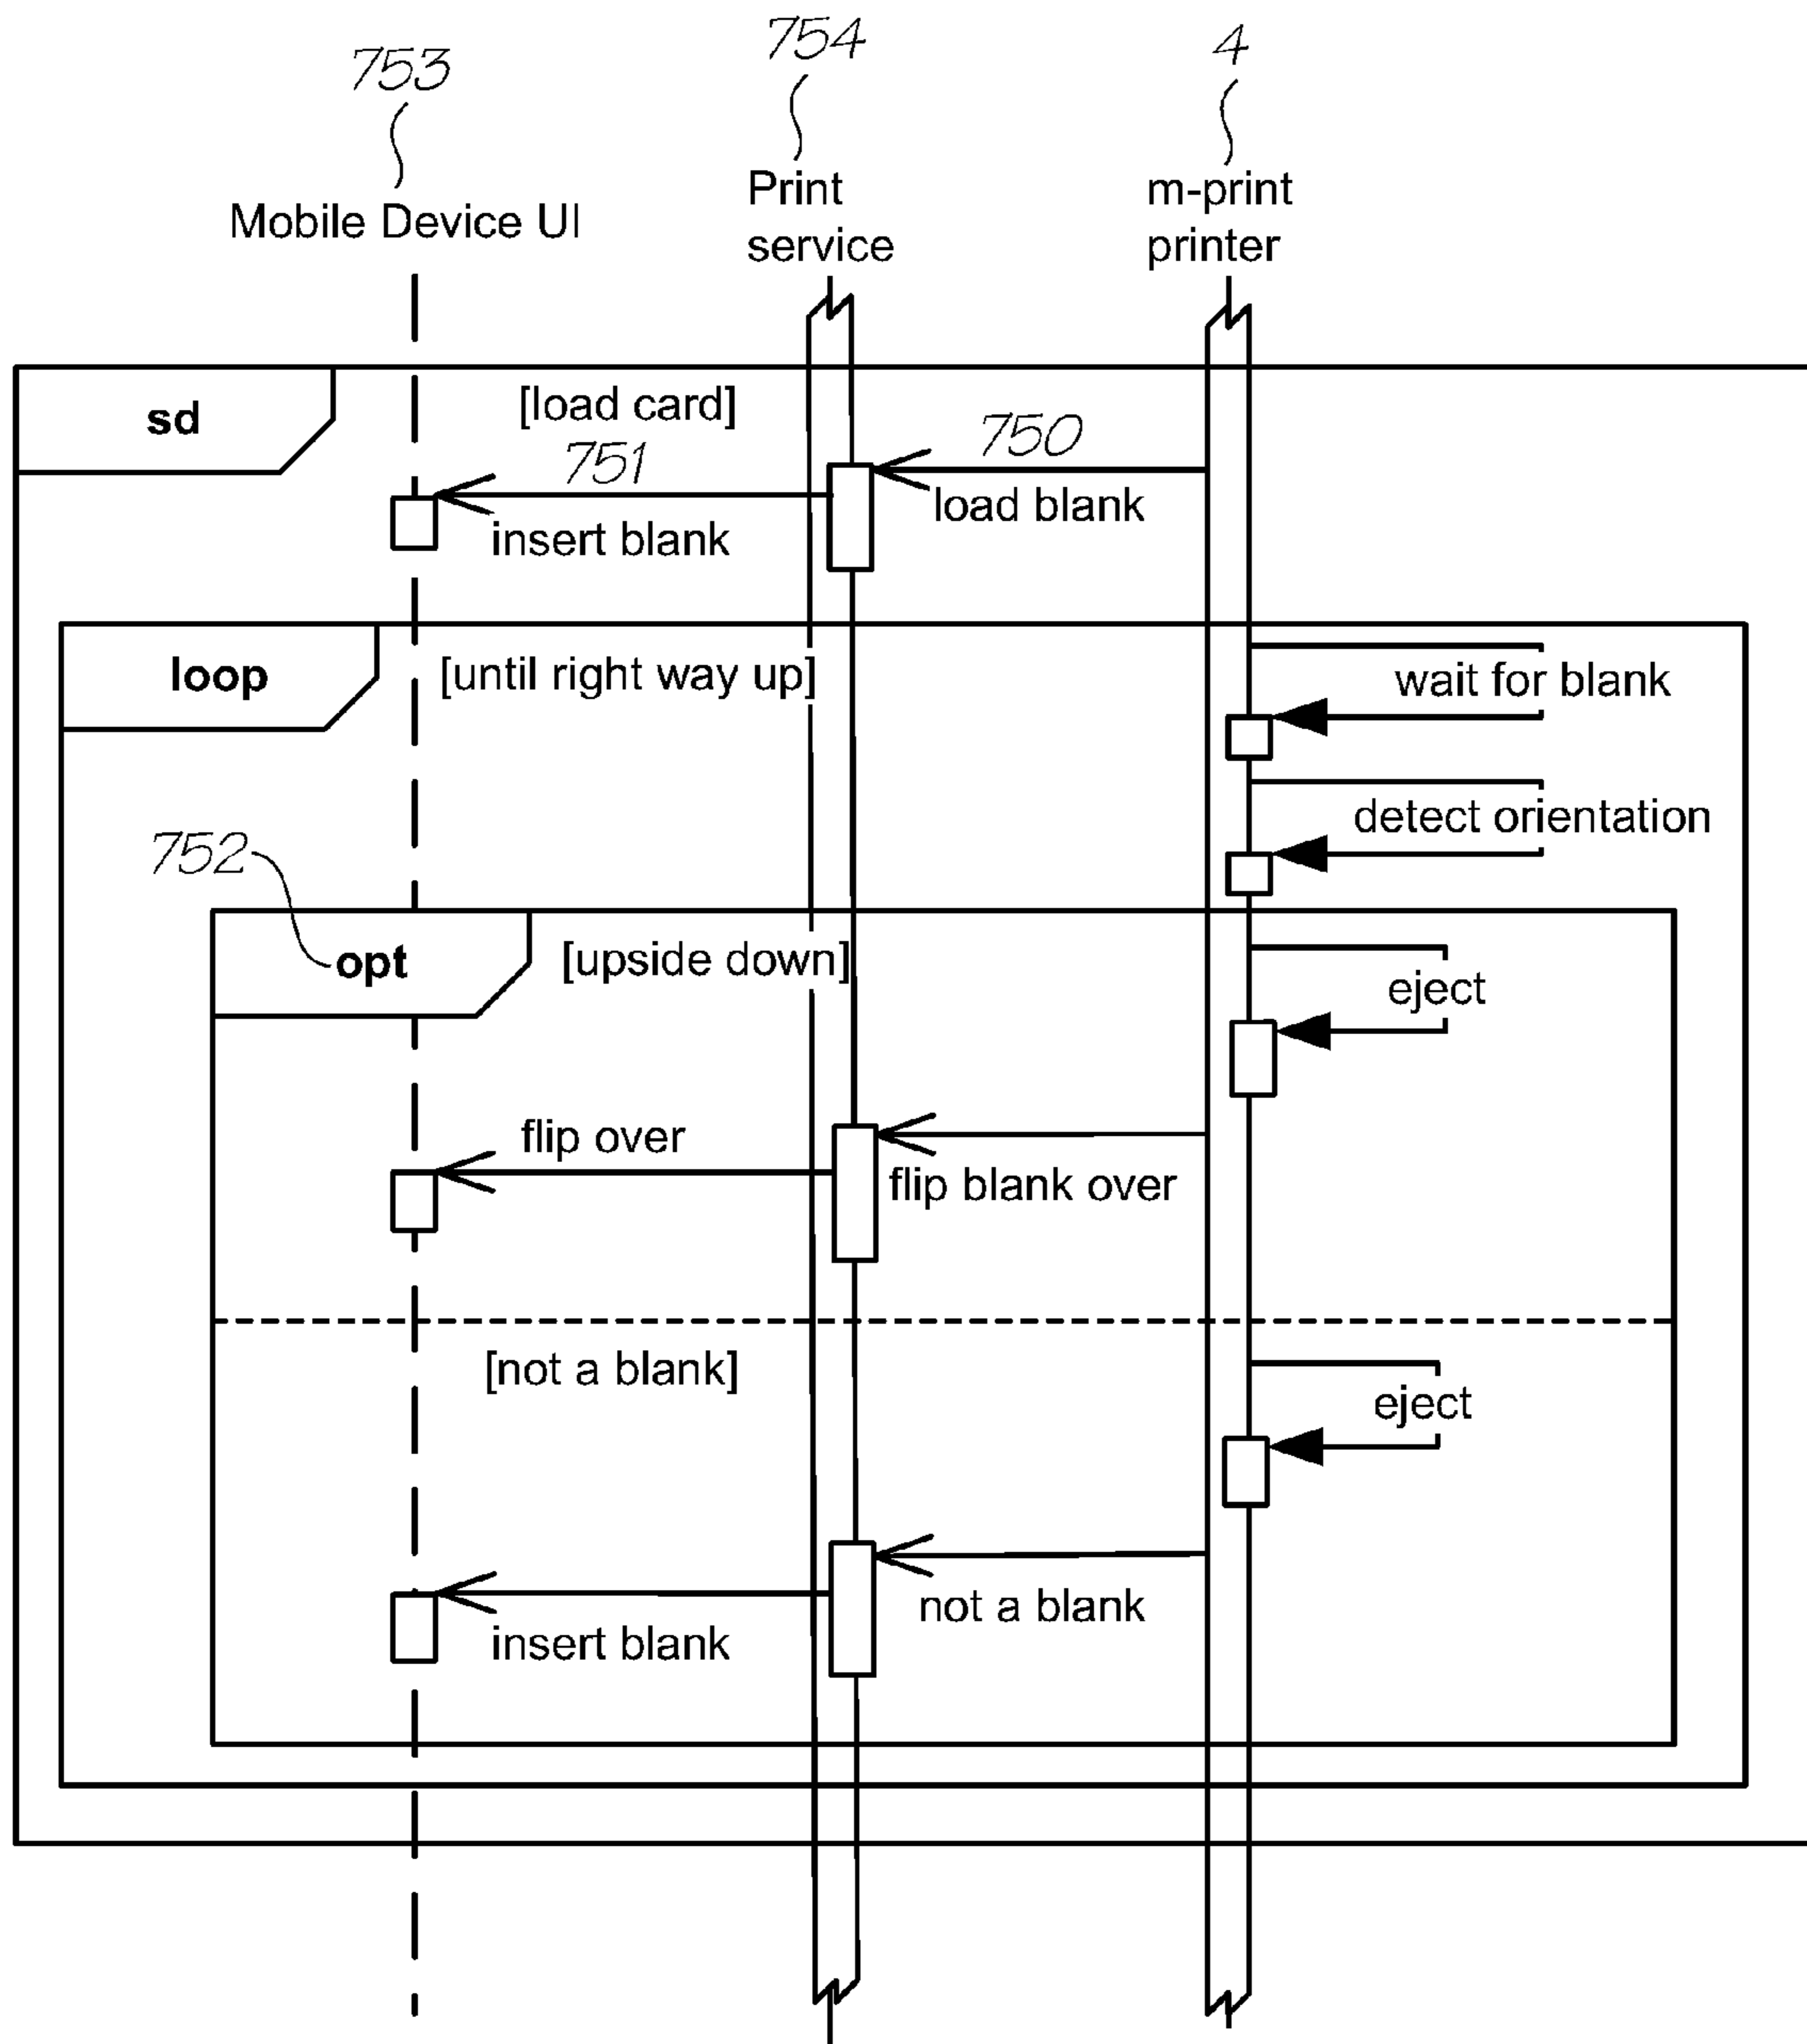 753
754
4
Mobile Device UI
Print
service
m-print
printer
sd
[load card]
751
750
insert blank
load blank
loop
[until right way up]
wait for blank
detect orientation
752
opt
[upside down]
eject
flip over
flip blank over
[not a blank]
eject
not a blank
insert blank